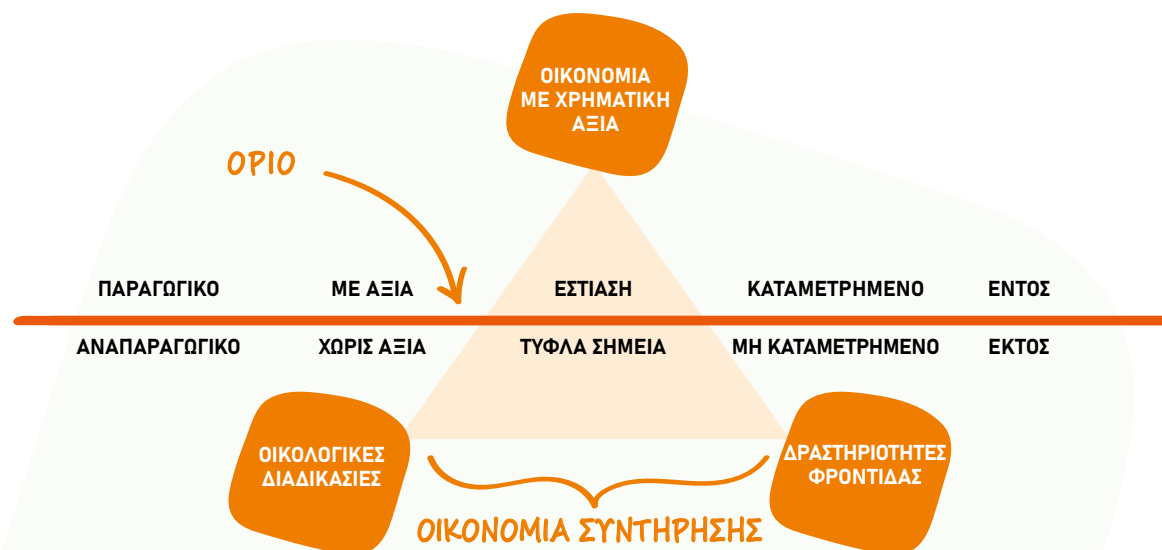 ΟΙΚΟΝΟΜΙΑ
ΜΕ ΧΡΗΜΑΤΙΚΗ
ΑΞΙΑ
ΟΡΙΟ
ΠΑΡΑΓΩΓΙΚΟ ΜΕ ΑΞΙΑ ΕΣΤΙΑΣΗ ΚΑΤΑΜΕΤΡΗΜΕΝΟ ΕΝΤΟΣ
ΑΝΑΠΑΡΑΓΩΓΙΚΟ ΧΩΡΙΣ ΑΞΙΑ ΤΥΦΛΑ ΣΗΜΕΙΑ ΜΗ ΚΑΤΑΜΕΤΡΗΜΕΝΟ ΕΚΤΟΣ
ΟΙΚΟΛΟΓΙΚΕΣ
ΔΙΑΔΙΚΑΣΙΕΣ
ΔΡΑΣΤΗΡΙΟΤΗΤΕΣ
ΦΡΟΝΤΙΔΑΣ
ΟΙΚΟΝΟΜΙΑ ΣΥΝΤΗΡΗΣΗΣ